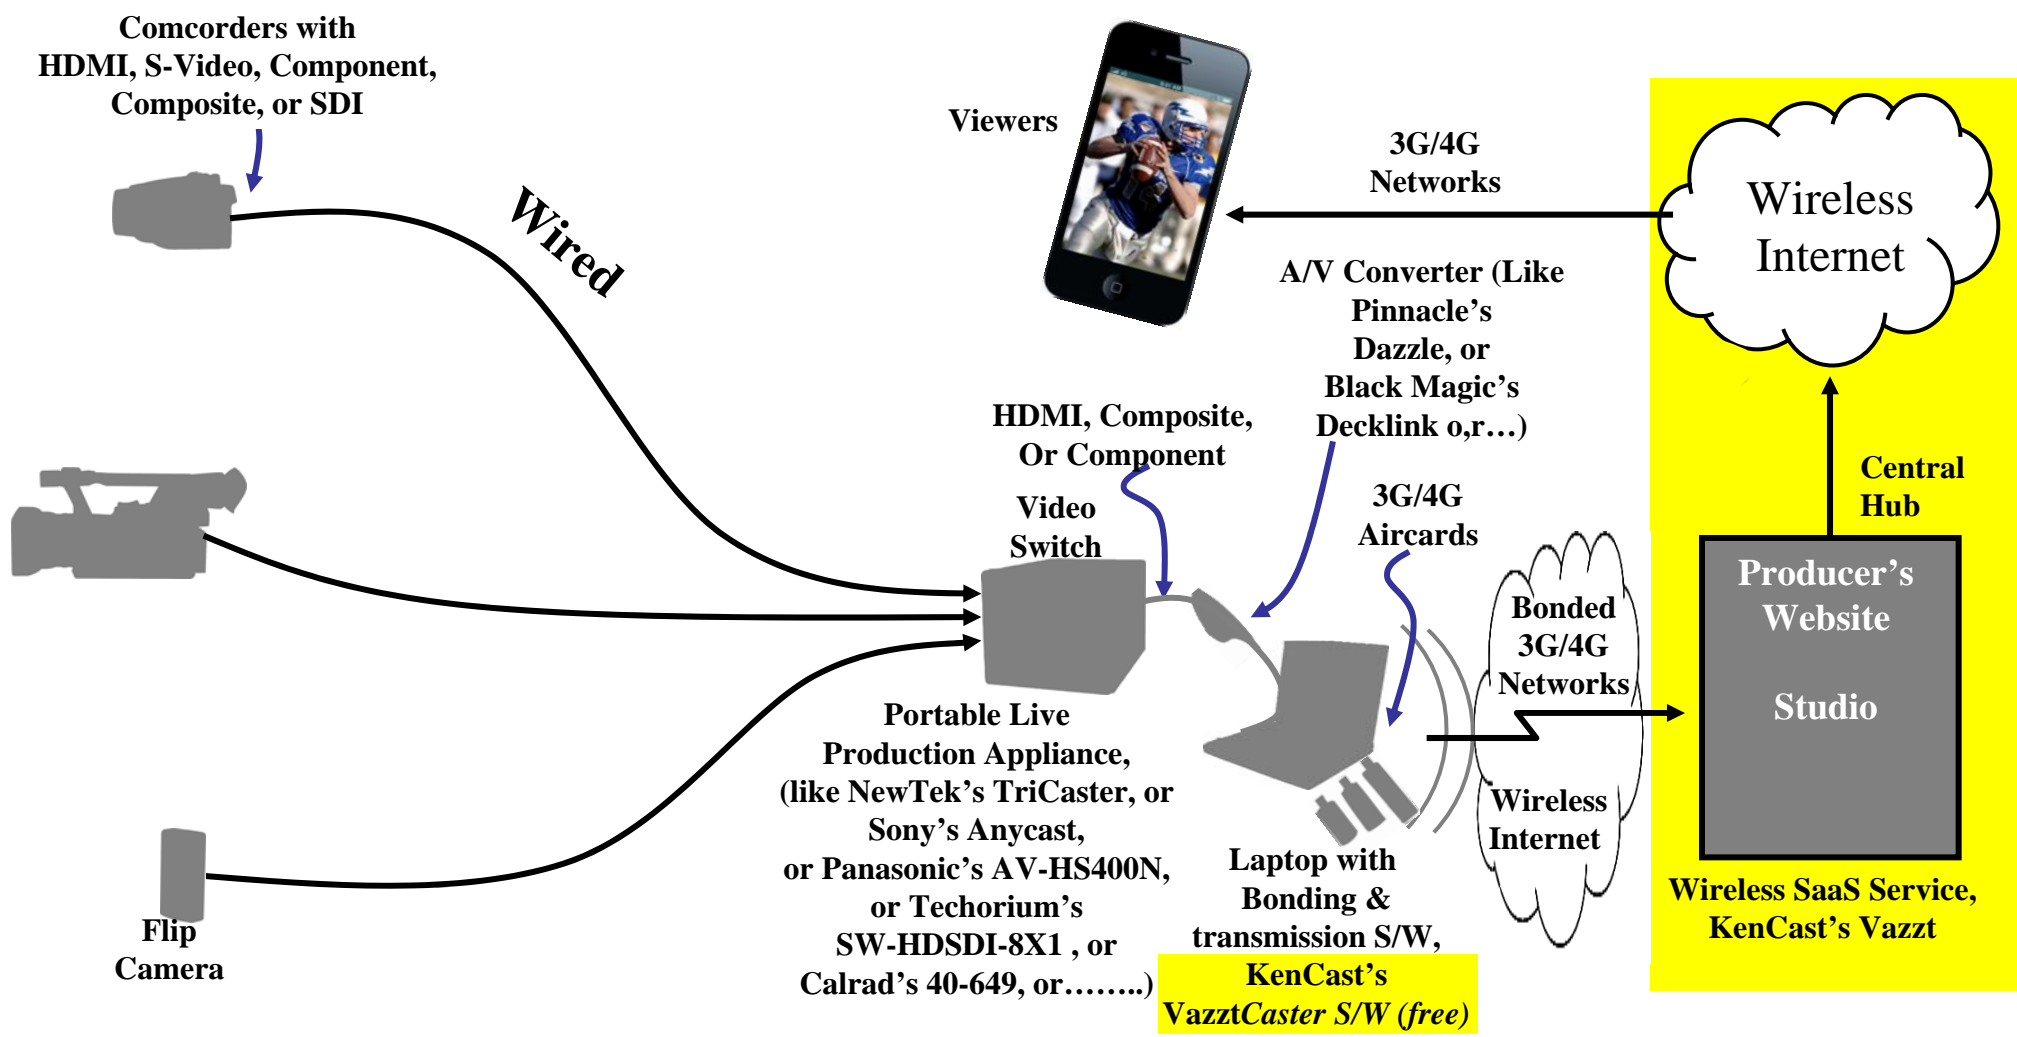 Comcorders with
HDMI, S-Video, Component,
Composite, or SDI
Wired
Flip
Camera
Viewers
3G/4G
Networks
Wireless
Internet
A/V Converter (Like
Pinnacle’s
Dazzle, or
Black Magic’s
Decklink o,r…)
HDMI, Composite,
Or Component
Video
Switch
3G/4G
Aircards
Portable Live
Production Appliance,
(like NewTek’s TriCaster, or
Sony’s Anycast,
or Panasonic’s AV-HS400N,
or Techorium’s
SW-HDSDI-8X1 , or
Calrad’s 40-649, or……..)
Laptop with
Bonding &
transmission S/W,
KenCast’s
VazztCaster S/W (free)
Bonded
3G/4G
Networks
Wireless
Internet
Central
Hub
Producer’s
Website
Studio
Wireless SaaS Service,
KenCast’s Vazzt